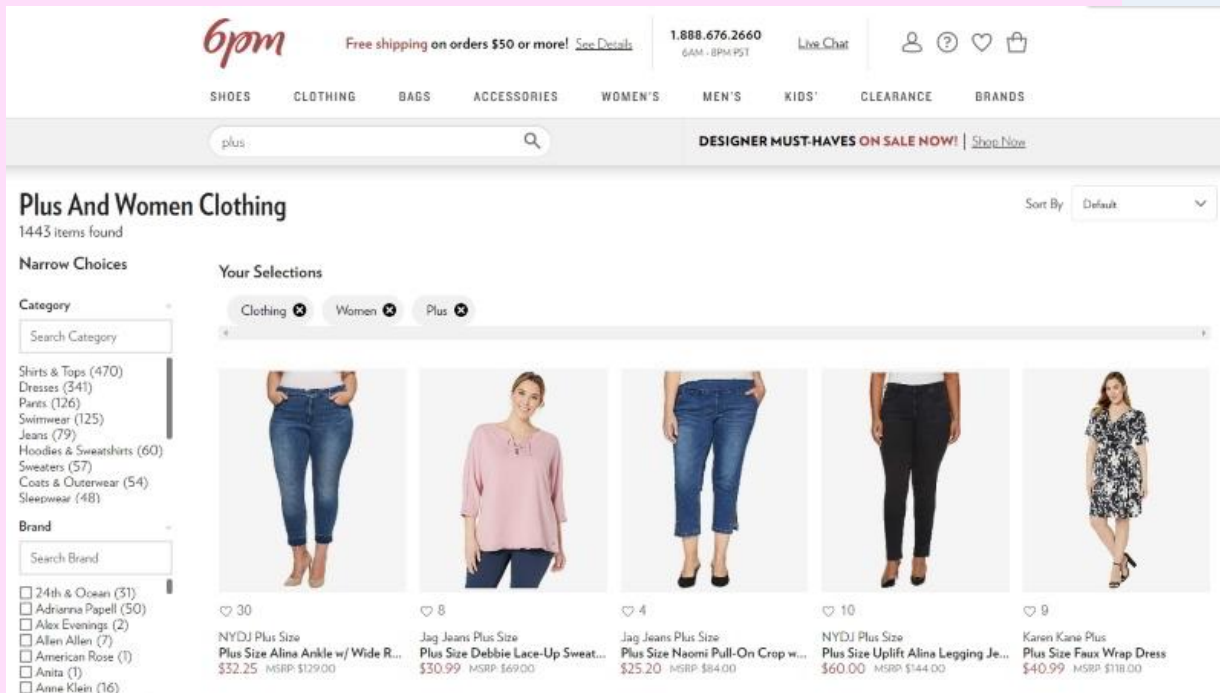 6pm
Free shipping on orders $50 or more! See Details
1.888.676.2660
6AM - 8PM PST
Live Chat
SHOES CLOTHING BAGS ACCESSORIES WOMEN'S MEN'S KIDS' CLEARANCE BRANDS
plus
DESIGNER MUST-HAVES ON SALE NOW! | Shop Now
Plus And Women Clothing
1443 items found
Sort By Default
Narrow Choices
Your Selections
Clothing Women Plus
Category
Search Category
Shirts & Tops (470)
Dresses (341)
Pants (126)
Swimwear (125)
Jeans (79)
Hoodies & Sweatshirts (60)
Sweaters (57)
Coats & Outerwear (54)
Sleepwear (48)
Brand
Search Brand
24th & Ocean (31)
Adrianna Papell (50)
Alex Evenings (2)
Allen Allen (7)
American Rose (1)
Anita (1)
Anne Klein (16)
30
NYDJ Plus Size
Plus Size Alina Ankle w/ Wide R...
$32.25 MSRP: $129.00
8
Jag Jeans Plus Size
Plus Size Debbie Lace-Up Sweat...
$30.99 MSRP: $69.00
4
Jag Jeans Plus Size
Plus Size Naomi Pull-On Crop w...
$25.20 MSRP: $84.00
10
NYDJ Plus Size
Plus Size Uplift Alina Legging Je...
$60.00 MSRP: $144.00
9
Karen Kane Plus
Plus Size Faux Wrap Dress
$40.99 MSRP: $118.00